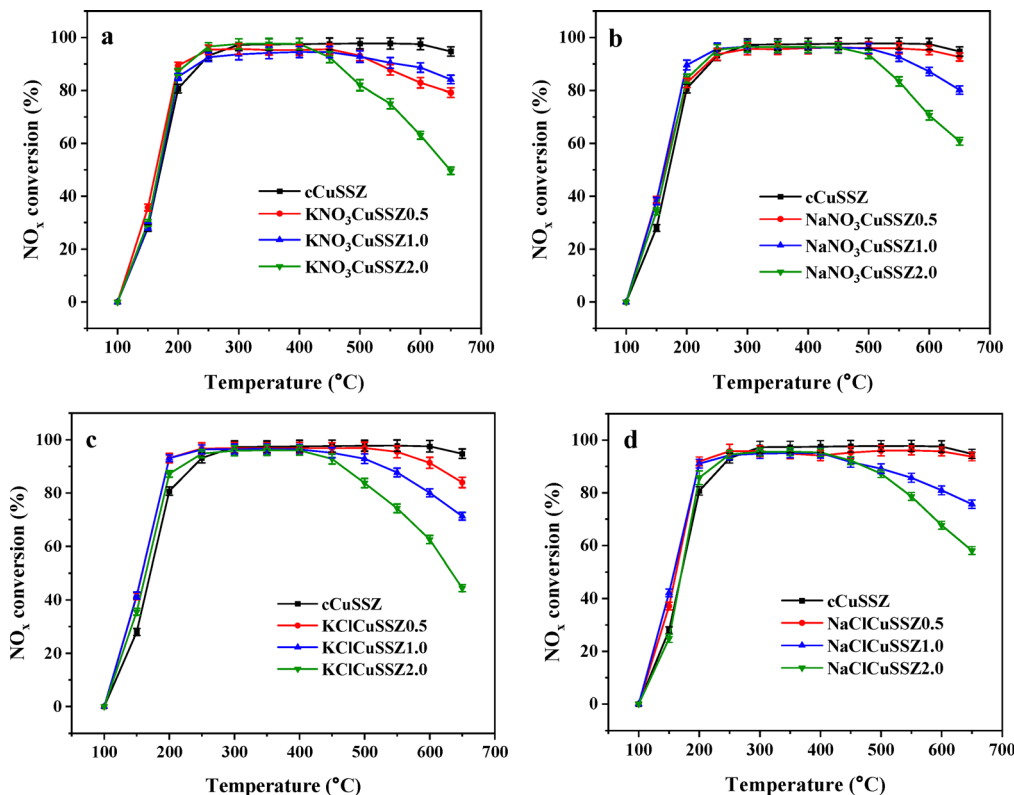 a
NOx conversion (%)
100
80
60
40
20
0
cCuSSZ
KNO3CuSSZ0.5
KNO3CuSSZ1.0
KNO3CuSSZ2.0
100 200 300 400 500 600 700
Temperature (°C)
b
NOx conversion (%)
100
80
60
40
20
0
cCuSSZ
NaNO3CuSSZ0.5
NaNO3CuSSZ1.0
NaNO3CuSSZ2.0
100 200 300 400 500 600 700
Temperature (°C)
c
NOx conversion (%)
100
80
60
40
20
0
cCuSSZ
KClCuSSZ0.5
KClCuSSZ1.0
KClCuSSZ2.0
100 200 300 400 500 600 700
Temperature (°C)
d
NOx conversion (%)
100
80
60
40
20
0
cCuSSZ
NaClCuSSZ0.5
NaClCuSSZ1.0
NaClCuSSZ2.0
100 200 300 400 500 600 700
Temperature (°C)